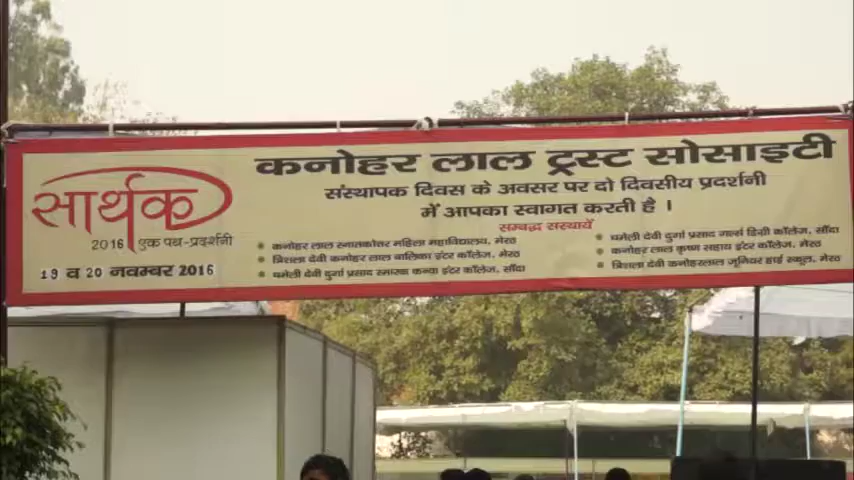 सार्थक
2016 एक पथ-प्रदर्शनी
19 व 20 नवम्बर 2016
कनोहर लाल ट्रस्ट सोसाइटी
संस्थापक दिवस के अवसर पर दो दिवसीय प्रदर्शनी
में आपका स्वागत करती है ।
सम्बद्ध संस्थायें
कनोहर लाल स्नातकोत्तर महिला महाविद्यालय, मेरठ
त्रिशला देवी कनोहर लाल बालिका इंटर कॉलेज, मेरठ
चमेली देवी दुर्गा प्रसाद स्मारक कन्या इंटर कॉलेज, सौंदा
चमेली देवी दुर्गा प्रसाद गर्ल्स डिग्री कॉलेज, सौंदा
कनोहर लाल कृष्ण सहाय इंटर कॉलेज, मेरठ
त्रिशला देवी कनोहरलाल जूनियर हाई स्कूल, मेरठ